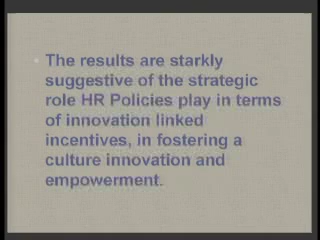 • The results are starkly
suggestive of the strategic
role HR Policies play in terms
of innovation linked
incentives, in fostering a
culture innovation and
empowerment.